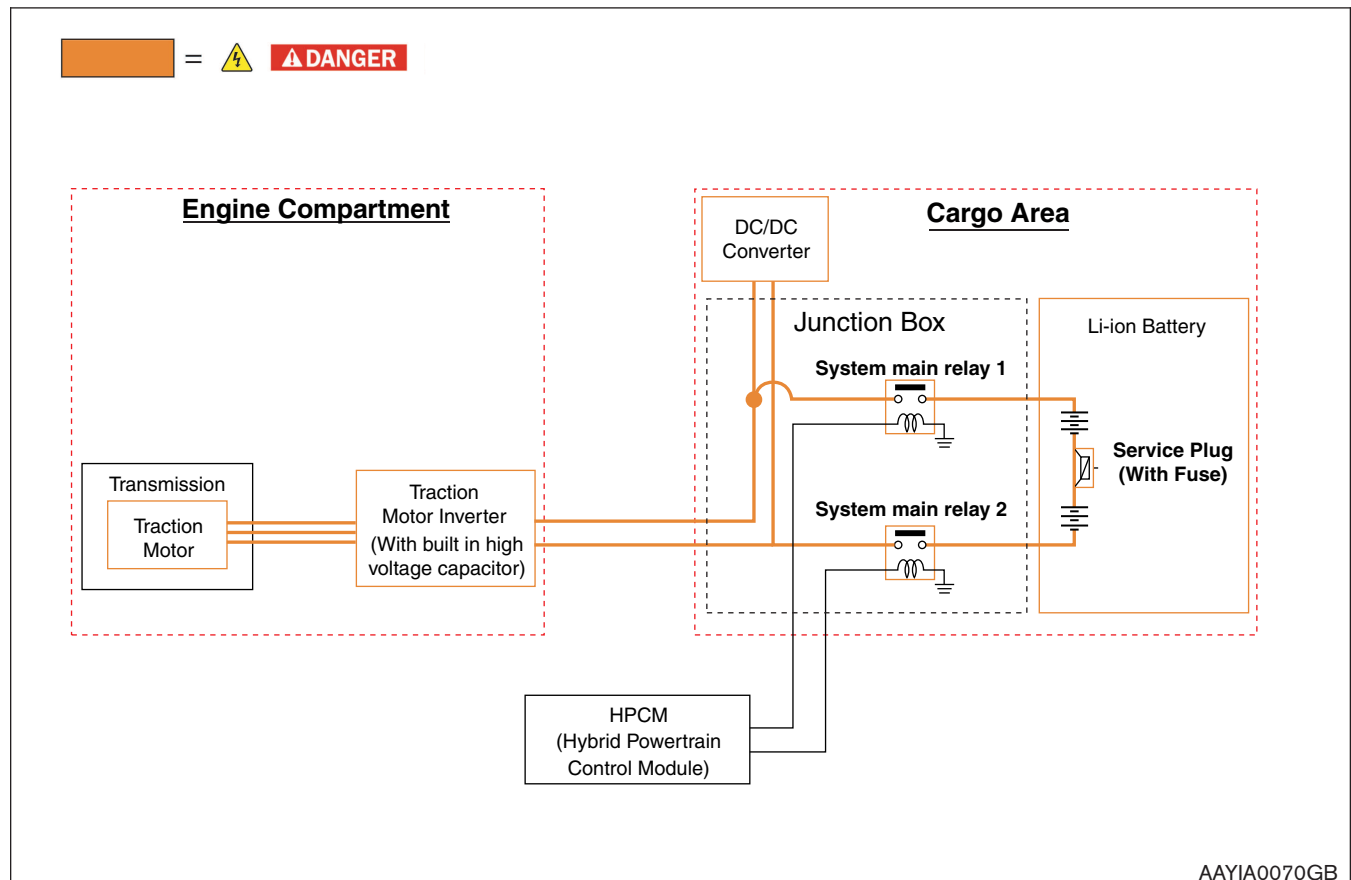 = DANGER
Engine Compartment
Cargo Area
DC/DC
Converter
Junction Box
Li-ion Battery
System main relay 1
Service Plug
(With Fuse)
System main relay 2
Transmission
Traction
Motor
Traction
Motor Inverter
(With built in high
voltage capacitor)
HPCM
(Hybrid Powertrain
Control Module)
AAYIA0070GB